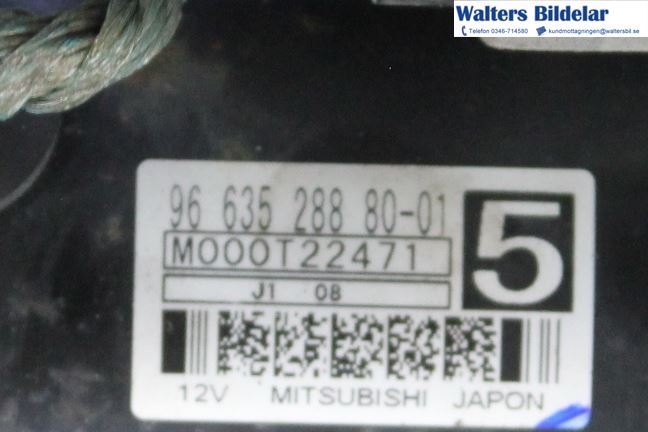 Walters Bildelar
Telefon 0346-714580 kundmottagningen@waltersbil.se
96 635 288 80-01
M000T22471
5
J1 08
12V MITSUBISHI JAPON